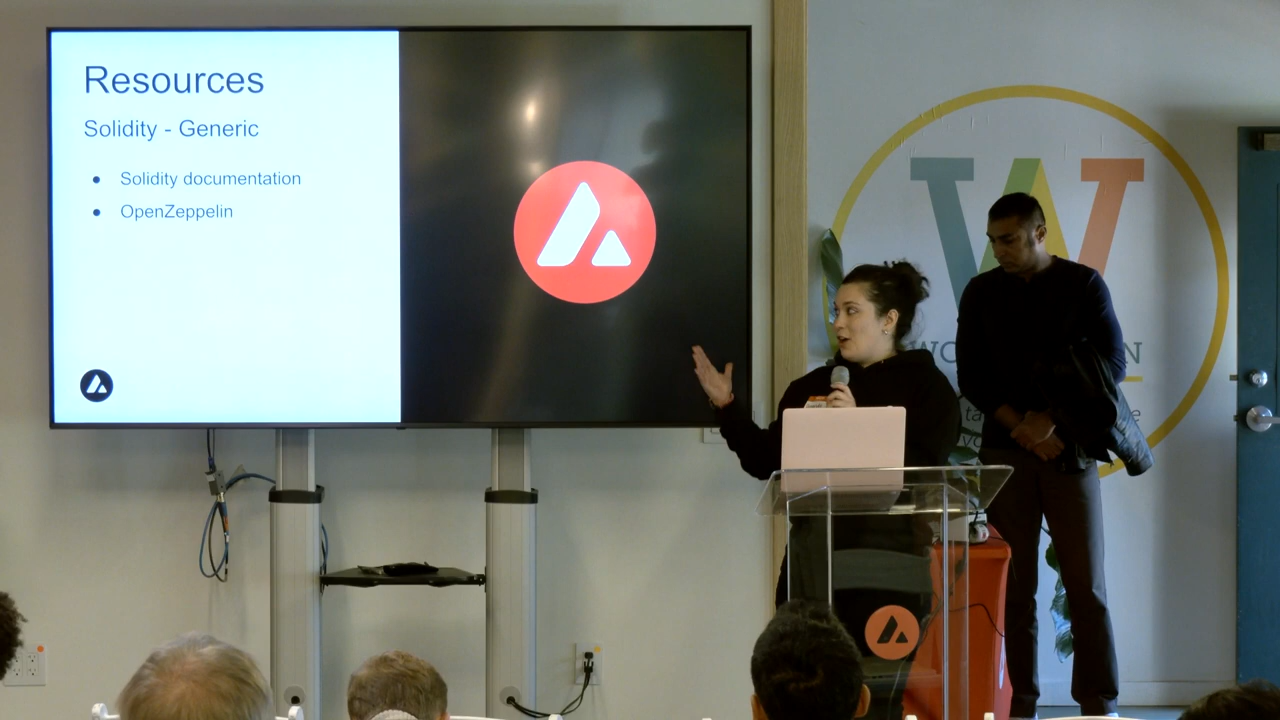 Resources
Solidity - Generic
• Solidity documentation
• OpenZeppelin
W